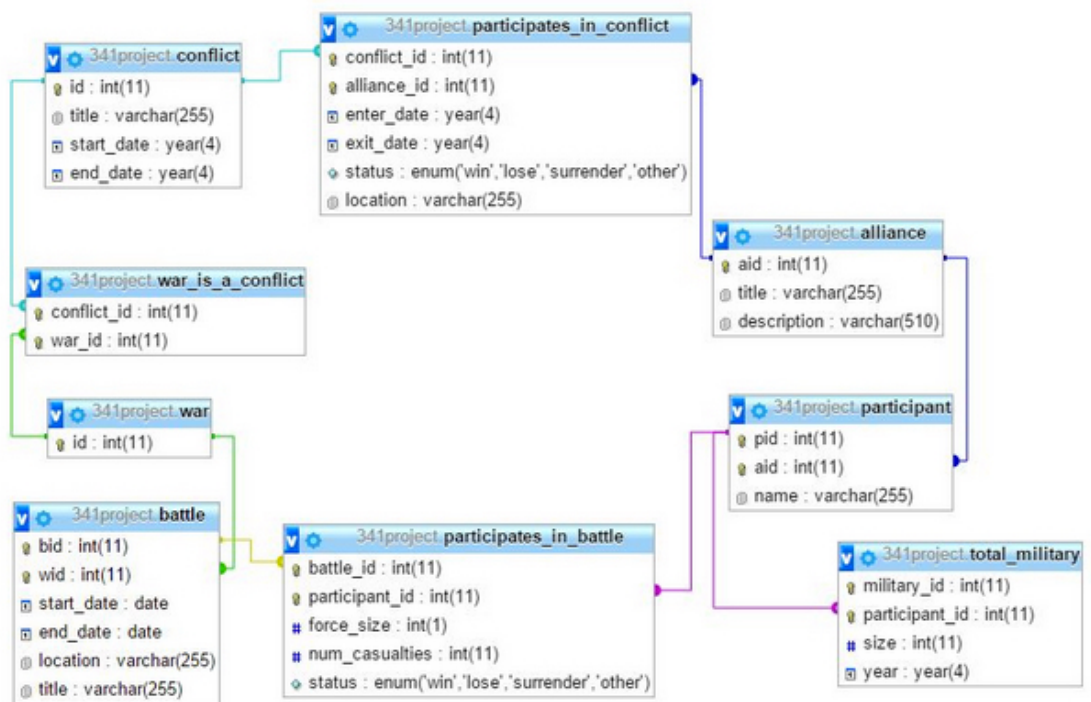 341project.conflict
id : int(11)
title : varchar(255)
start_date : year(4)
end_date : year(4)
341project.participates_in_conflict
conflict_id : int(11)
alliance_id : int(11)
enter_date : year(4)
exit_date : year(4)
status : enum('win','lose','surrender','other')
location : varchar(255)
341project.alliance
aid : int(11)
title : varchar(255)
description : varchar(510)
341project.war_is_a_conflict
conflict_id : int(11)
war_id : int(11)
341project.war
id : int(11)
341project.participant
pid : int(11)
aid : int(11)
name : varchar(255)
341project.battle
bid : int(11)
wid : int(11)
start_date : date
end_date : date
location : varchar(255)
title : varchar(255)
341project.participates_in_battle
battle_id : int(11)
participant_id : int(11)
# force_size : int(1)
# num_casualties : int(11)
status : enum('win','lose','surrender','other')
341project.total_military
military_id : int(11)
participant_id : int(11)
# size : int(11)
year : year(4)